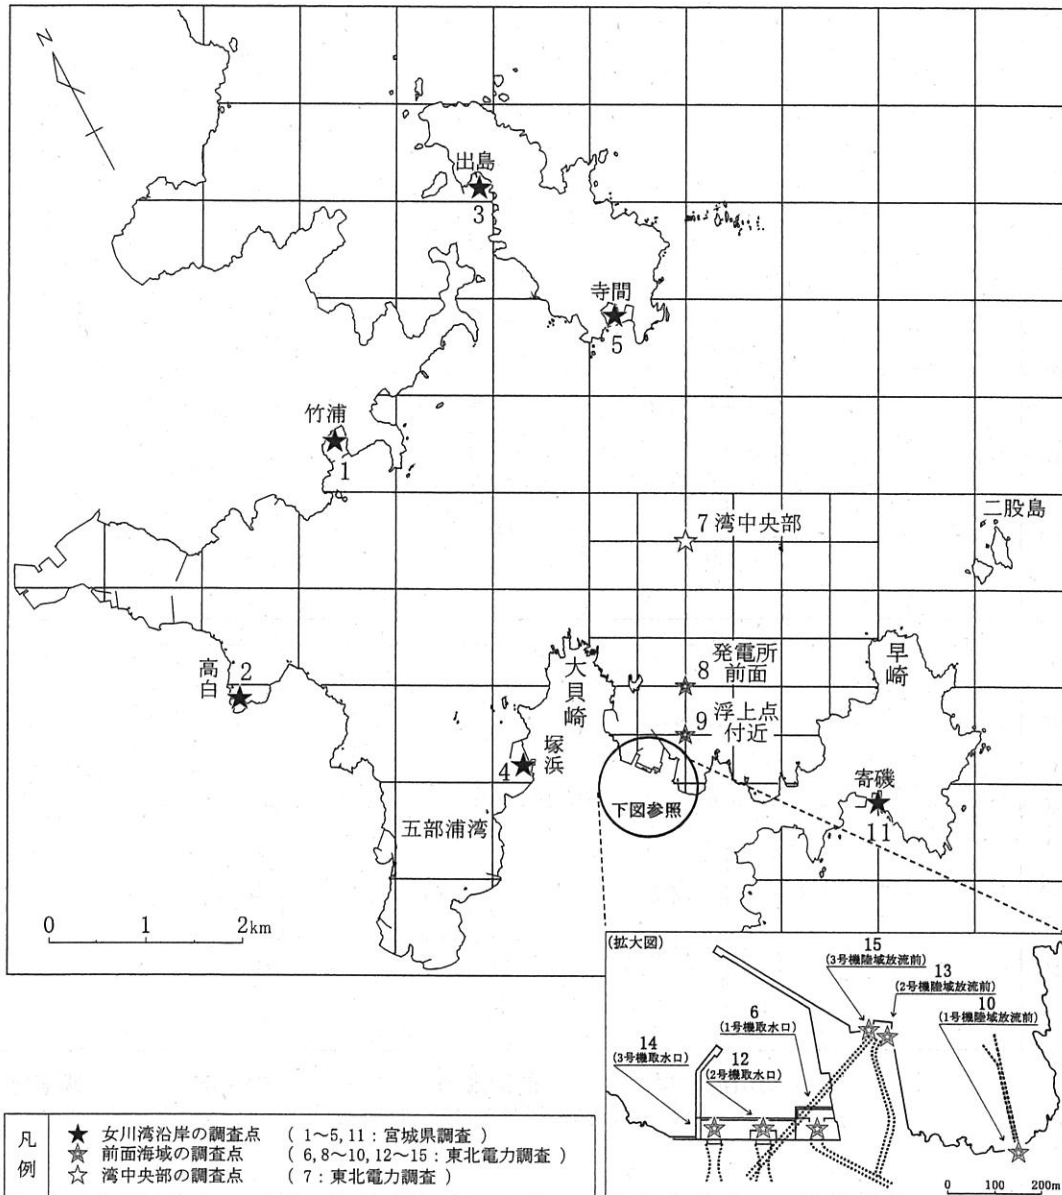 N
出島
3
寺間
5
竹浦
1
二股島
7 湾中央部
高白
2
大貝崎
8 発電所前面
早崎
9 浮上点付近
4 塚浜
寄磯
11
下図参照
五部浦湾
0 1 2km
(拡大図)
15
(3号機陸域放流前)
13
(2号機陸域放流前)
10
(1号機陸域放流前)
6
(1号機取水口)
14
(3号機取水口)
12
(2号機取水口)
0 100 200m
凡例
★ 女川湾沿岸の調査点 ( 1~5, 11 : 宮城県調査 )
前面海域の調査点 ( 6, 8~10, 12~15 : 東北電力調査 )
☆ 湾中央部の調査点 ( 7 : 東北電力調査 )